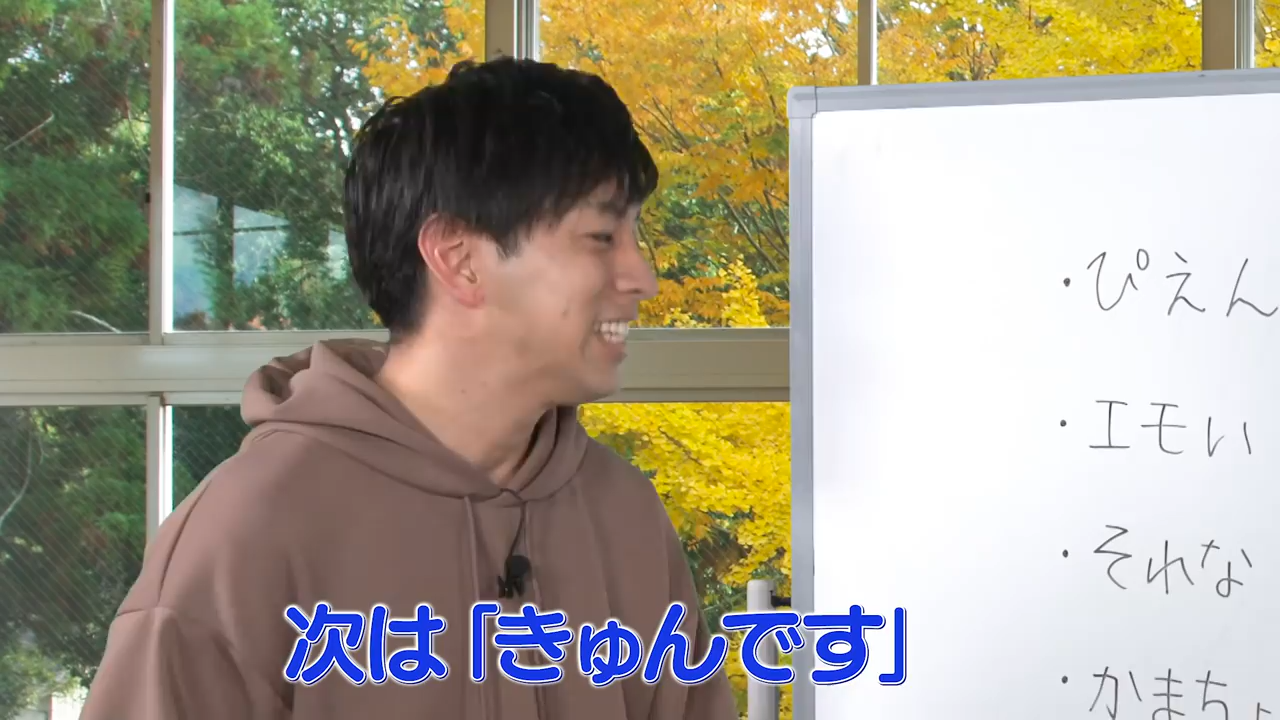 ・ぴえん
・エモい
・それな
・かまちょ
次は「きゅんです」